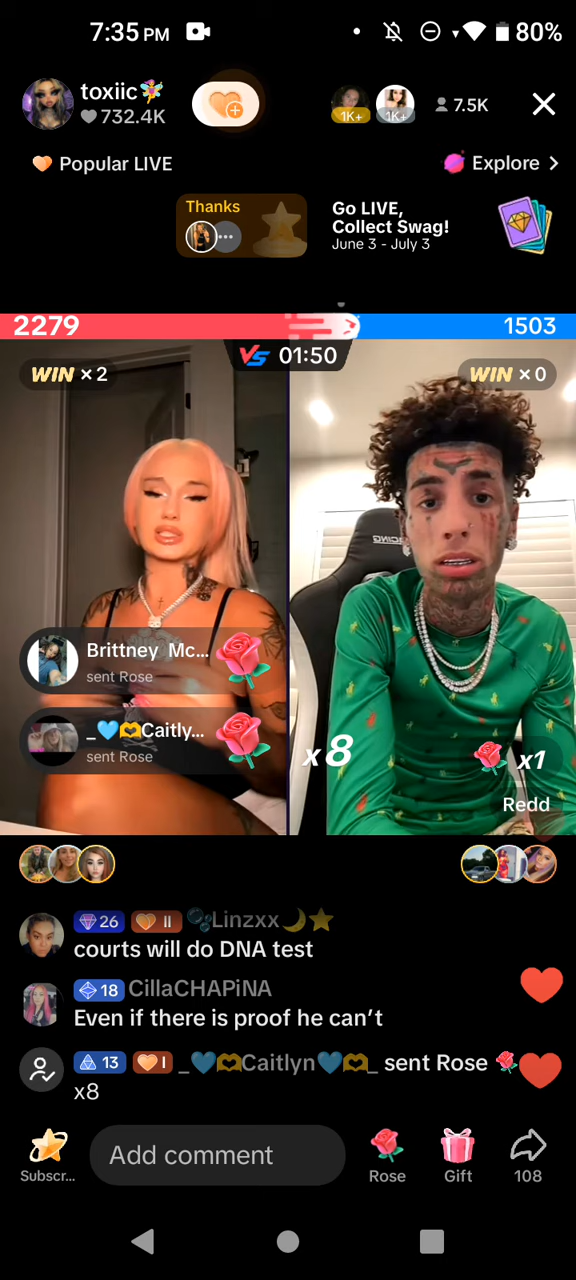 7:35 PM
80%
toxiic🧚
732.4K
1K+
1K+
7.5K
Popular LIVE
Explore
Thanks
Go LIVE,
Collect Swag!
June 3 - July 3
2279
1503
VS 01:50
WIN ×2
WIN ×0
Brittney Mc...
sent Rose
_💙🫶Caitly...
sent Rose
x8
x1
Redd
26 II 🫧Linzxx🌙⭐
courts will do DNA test
18 CillaCHAPiNA
Even if there is proof he can’t
13 I _💙🫶Caitlyn💙🫶_ sent Rose 🌹
x8
Subscr...
Add comment
Rose
Gift
108